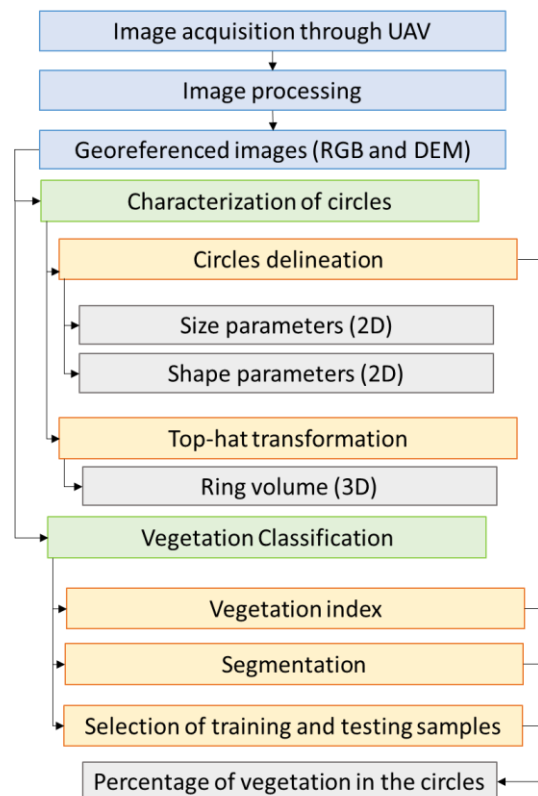 Image acquisition through UAV
Image processing
Georeferenced images (RGB and DEM)
Characterization of circles
Circles delineation
Size parameters (2D)
Shape parameters (2D)
Top-hat transformation
Ring volume (3D)
Vegetation Classification
Vegetation index
Segmentation
Selection of training and testing samples
Percentage of vegetation in the circles